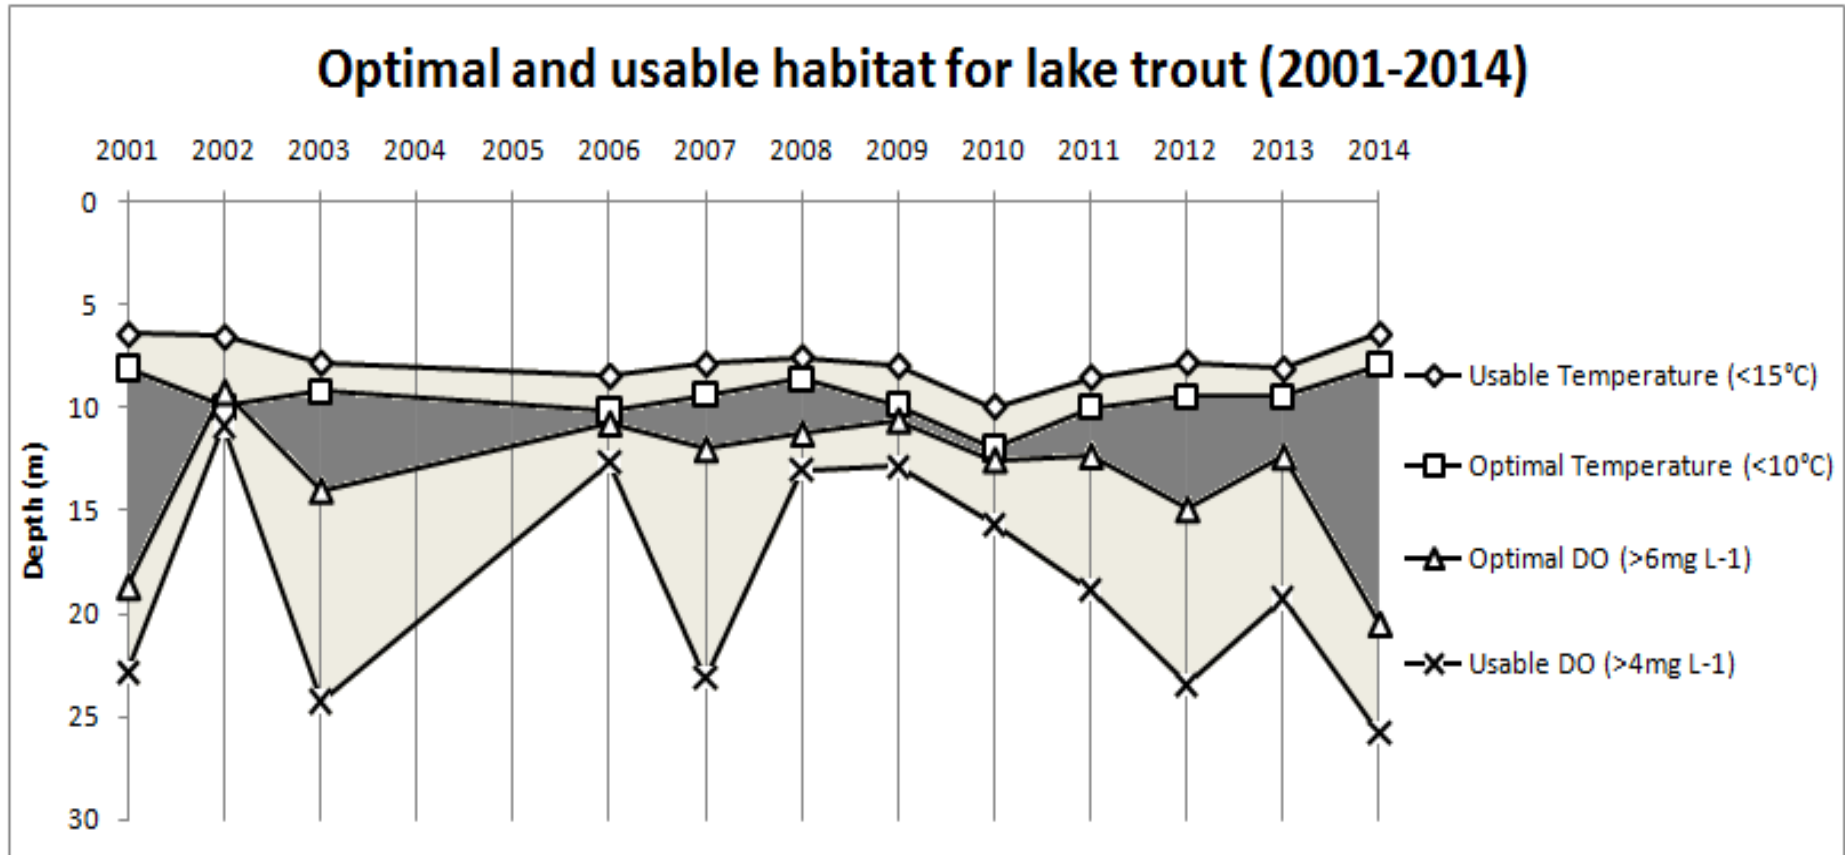 Optimal and usable habitat for lake trout (2001-2014)
2001 2002 2003 2004 2005 2006 2007 2008 2009 2010 2011 2012 2013 2014
0
5
10
15
20
25
30
Depth (m)
Usable Temperature (<15⁰C)
Optimal Temperature (<10⁰C)
Optimal DO (>6mg L-1)
Usable DO (>4mg L-1)